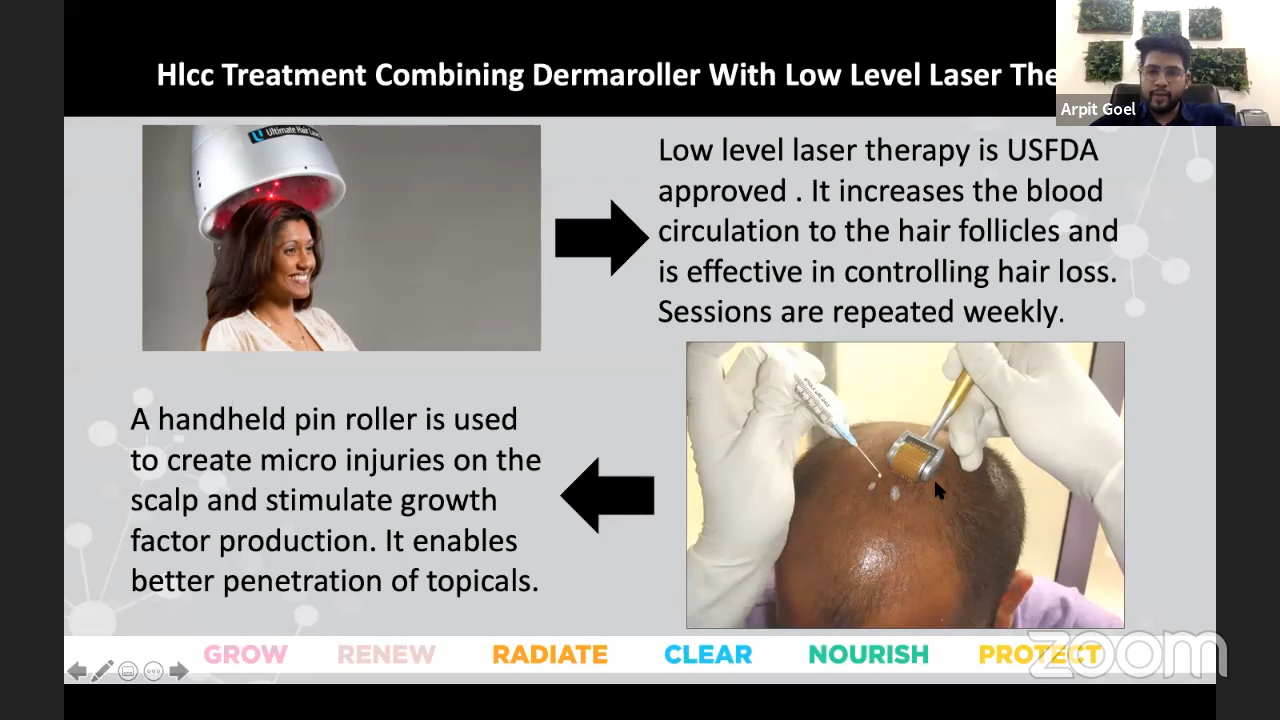 Hlcc Treatment Combining Dermaroller With Low Level Laser The
Arpit Goel
Ultimate Hair
Low level laser therapy is USFDA
approved . It increases the blood
circulation to the hair follicles and
is effective in controlling hair loss.
Sessions are repeated weekly.
A handheld pin roller is used
to create micro injuries on the
scalp and stimulate growth
factor production. It enables
better penetration of topicals.
GROW RENEW RADIATE CLEAR NOURISH PROTECT
zoom